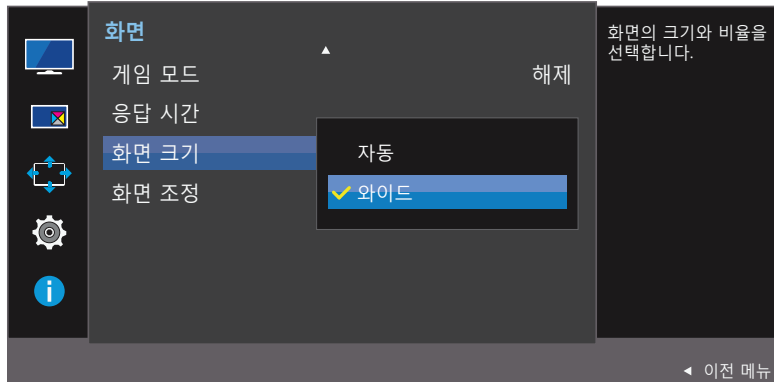 화면
게임 모드 해제
응답 시간
화면 크기
화면 조정
자동
와이드
화면의 크기와 비율을
선택합니다.
이전 메뉴